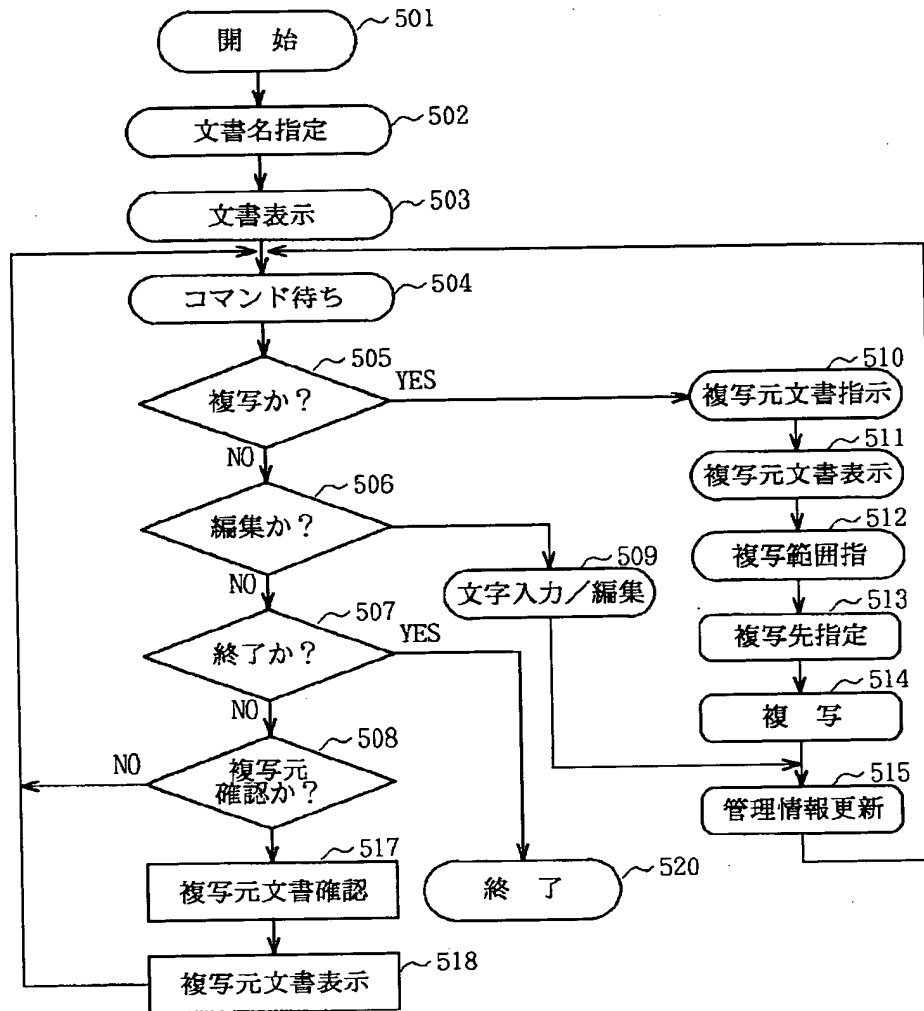 開 始
501
文書名指定
502
文書表示
503
コマンド待ち
504
複写か？
505
YES
NO
複写元文書指示
510
複写元文書表示
511
編集か？
506
NO
文字入力／編集
509
複写範囲指
512
複写先指定
513
終了か？
507
YES
NO
複 写
514
複写元
確認か？
508
NO
管理情報更新
515
複写元文書確認
517
終 了
520
複写元文書表示
518